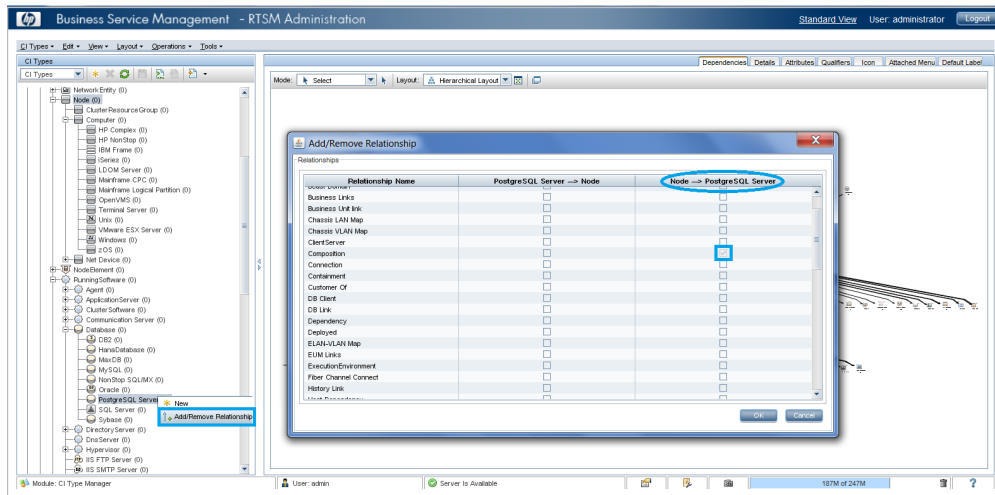 Business Service Management - RTSM Administration
Standard View User: administrator Logout
CI Types Edit View Layout Operations Tools
CI Types
CI Types
Dependencies Details Attributes Qualifiers Icon Attached Menu Default Label
Mode: Select Layout: Hierarchical Layout
Network Entity (0)
Node (0)
ClusterResourceGroup (0)
Computer (0)
HP Complex (0)
HP NonStop (0)
IBM Frame (0)
iSeries (0)
LDOM Server (0)
Mainframe CPC (0)
Mainframe Logical Partition (0)
OpenVMS (0)
Terminal Server (0)
Unix (0)
VMware ESX Server (0)
Windows (0)
zOS (0)
Net Device (0)
NodeElement (0)
RunningSoftware (0)
Agent (0)
ApplicationServer (0)
ClusterSoftware (0)
Communication Server (0)
Database (0)
DB2 (0)
HanaDatabase (0)
MaxDB (0)
MySQL (0)
NonStop SQL/MX (0)
Oracle (0)
PostgreSQL Server
SQL Server (0)
Sybase (0)
DirectoryServer (0)
DnsServer (0)
Hypervisor (0)
IIS FTP Server (0)
IIS SMTP Server (0)
New
Add/Remove Relationship
Add/Remove Relationship
Relationships
Relationship Name PostgreSQL Server --> Node Node --> PostgreSQL Server
Business Links
Business Unit link
Chassis LAN Map
Chassis VLAN Map
ClientServer
Composition
Connection
Containment
Customer Of
DB Client
DB Link
Dependency
Deployed
ELAN-VLAN Map
EUM Links
ExecutionEnvironment
Fiber Channel Connect
History Link
OK Cancel
Module: CI Type Manager User: admin Server Is Available 187M of 247M